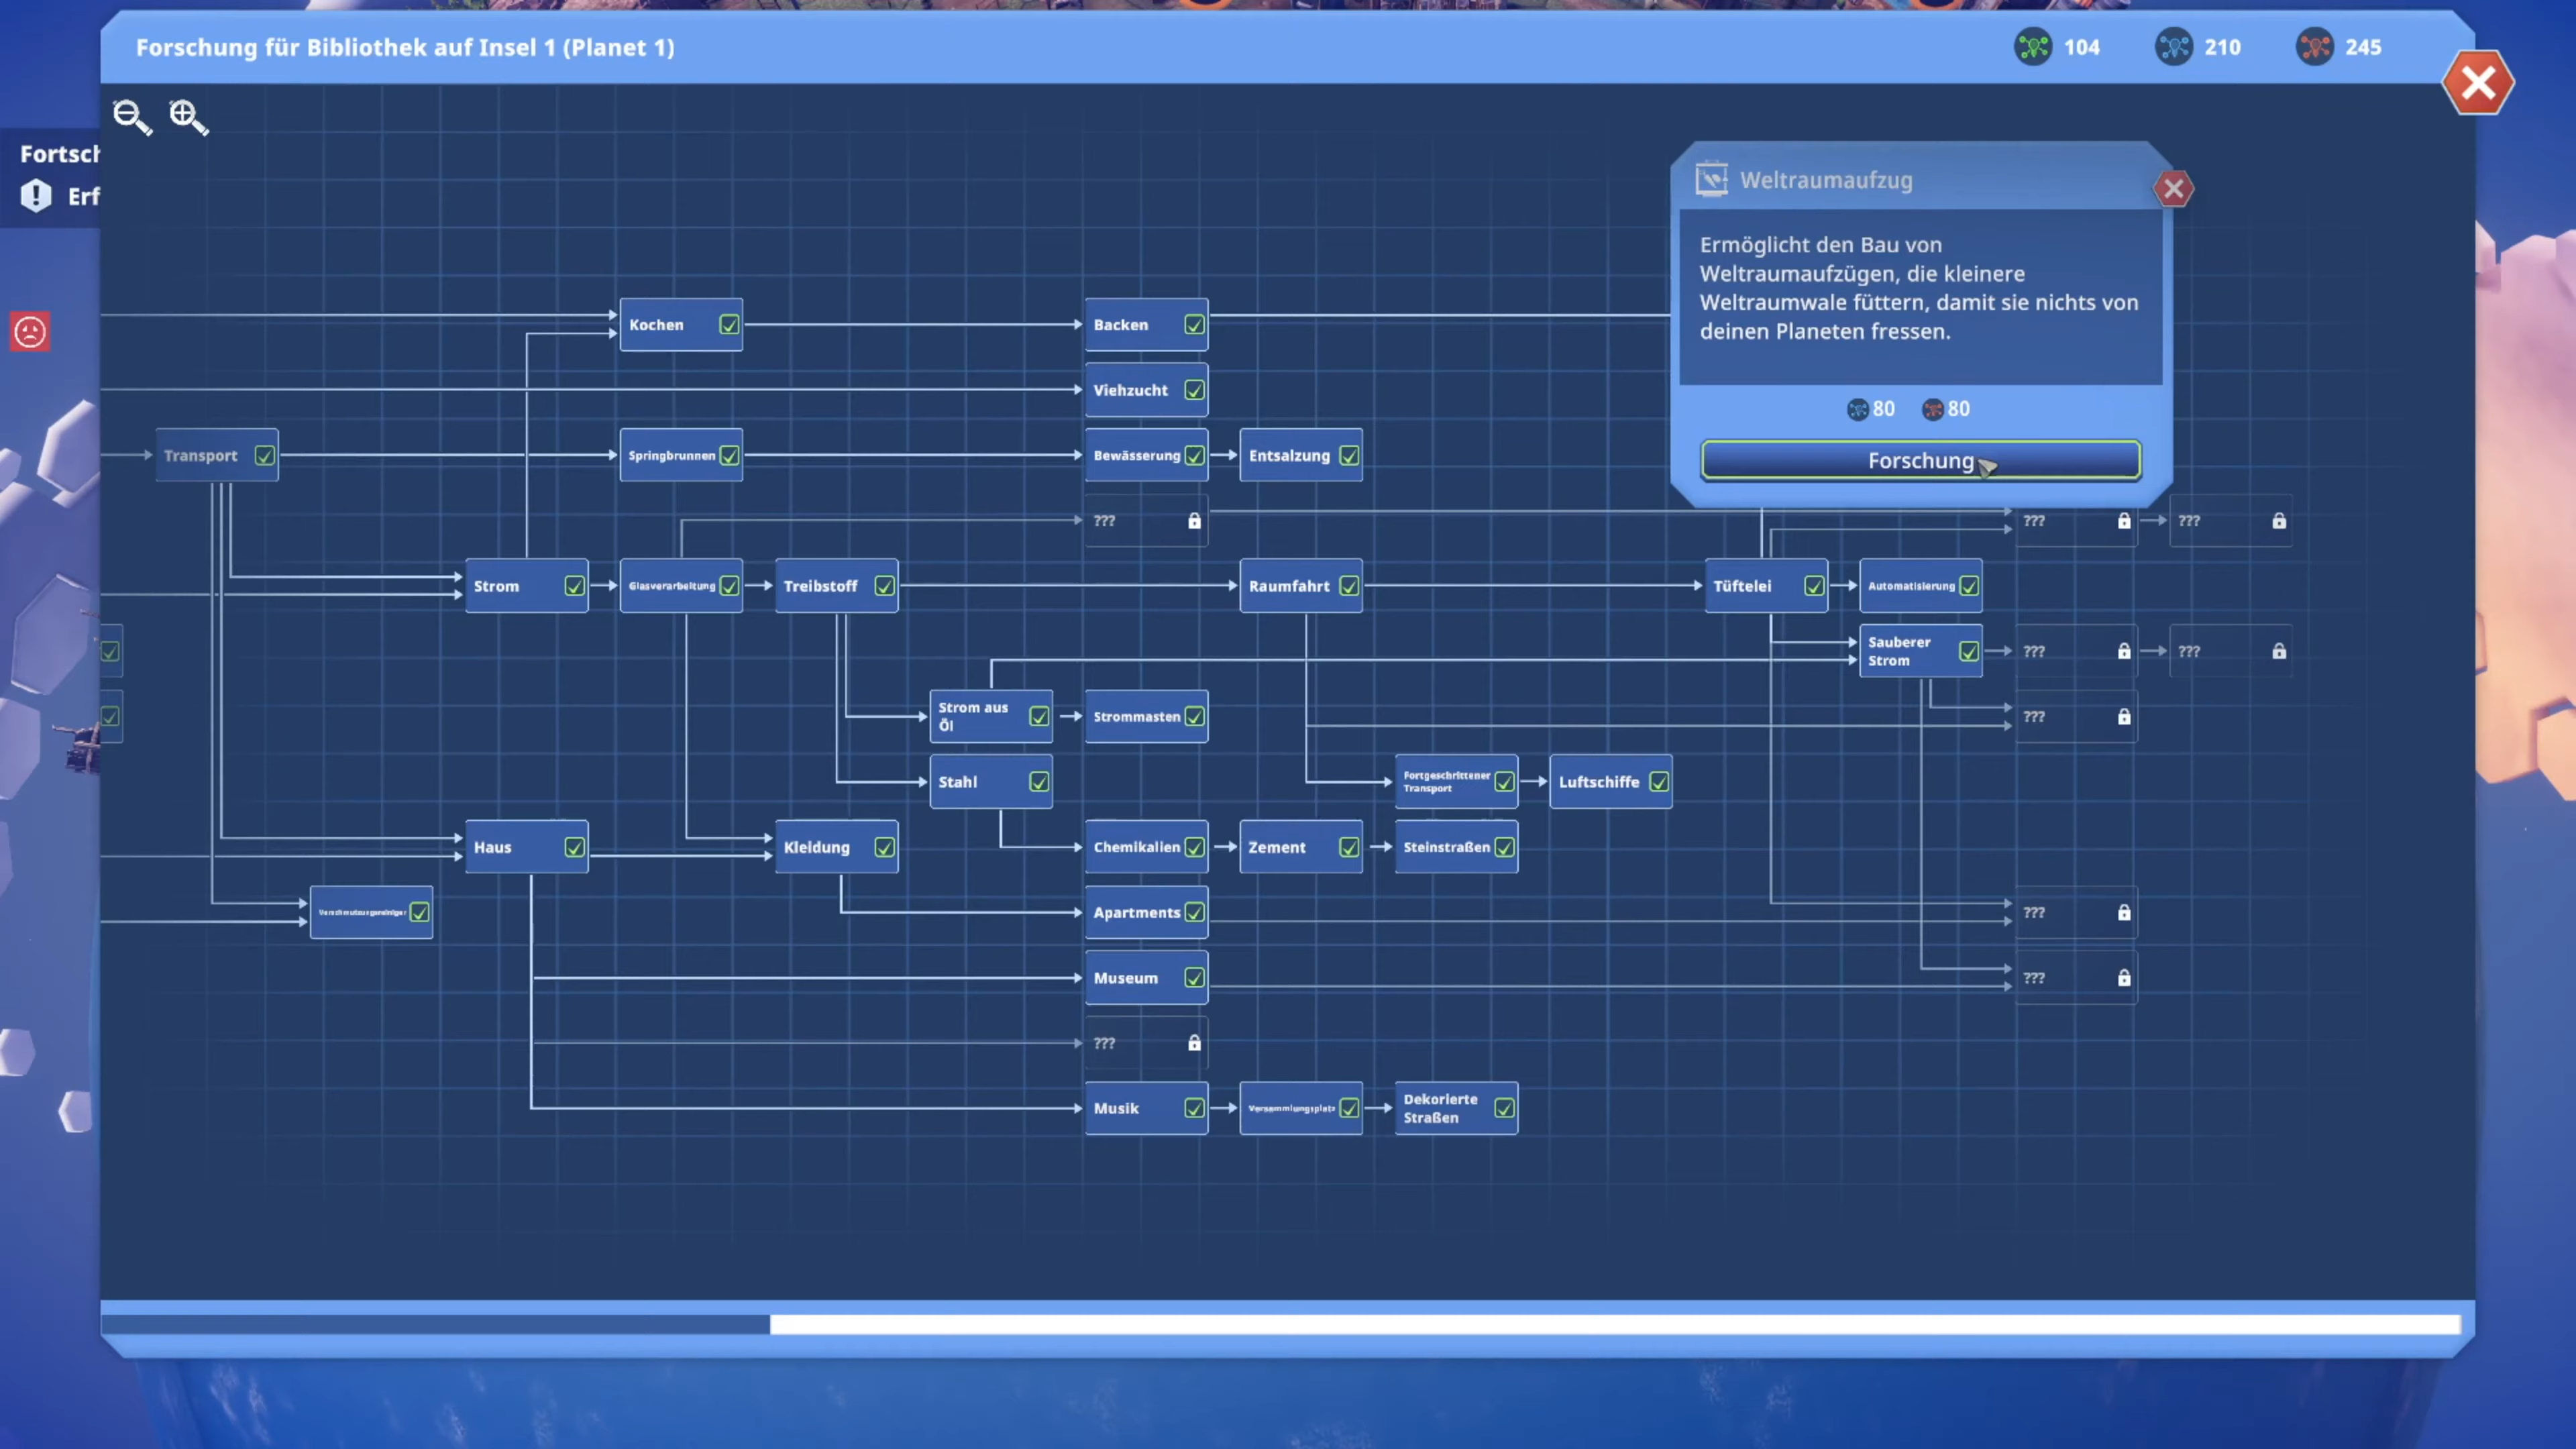 Forschung für Bibliothek auf Insel 1 (Planet 1)
104
210
245
Fortsch
Erf
Weltraumaufzug
Ermöglicht den Bau von
Weltraumaufzügen, die kleinere
Weltraumwale füttern, damit sie nichts von
deinen Planeten fressen.
80
80
Forschung
Kochen
Backen
Viehzucht
Transport
Springbrunnen
Bewässerung
Entsalzung
???
???
???
Strom
Glasverarbeitung
Treibstoff
Raumfahrt
Tüftelei
Automatisierung
Sauberer
Strom
???
???
Strom aus
Öl
Strommasten
???
Stahl
Fortgeschrittener
Transport
Luftschiffe
Haus
Kleidung
Chemikalien
Zement
Steinstraßen
Verschmutzungsreiniger
Apartments
???
Museum
???
???
Musik
Versammlungsplatz
Dekorierte
Straßen